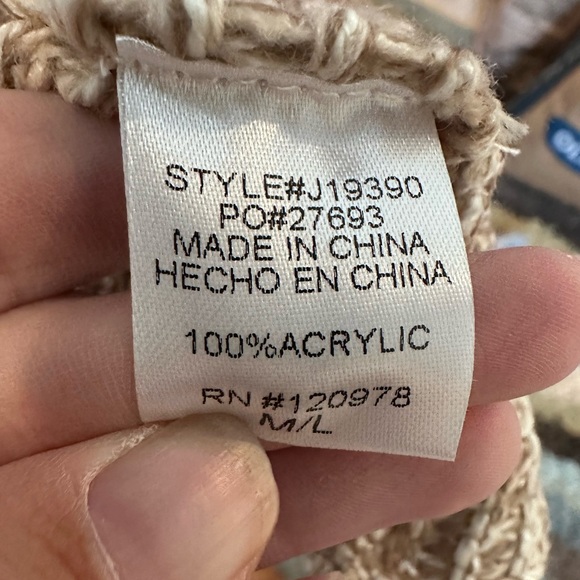 STYLE#J19390
PO#27693
MADE IN CHINA
HECHO EN CHINA
100%ACRYLIC
RN #120978
M/L